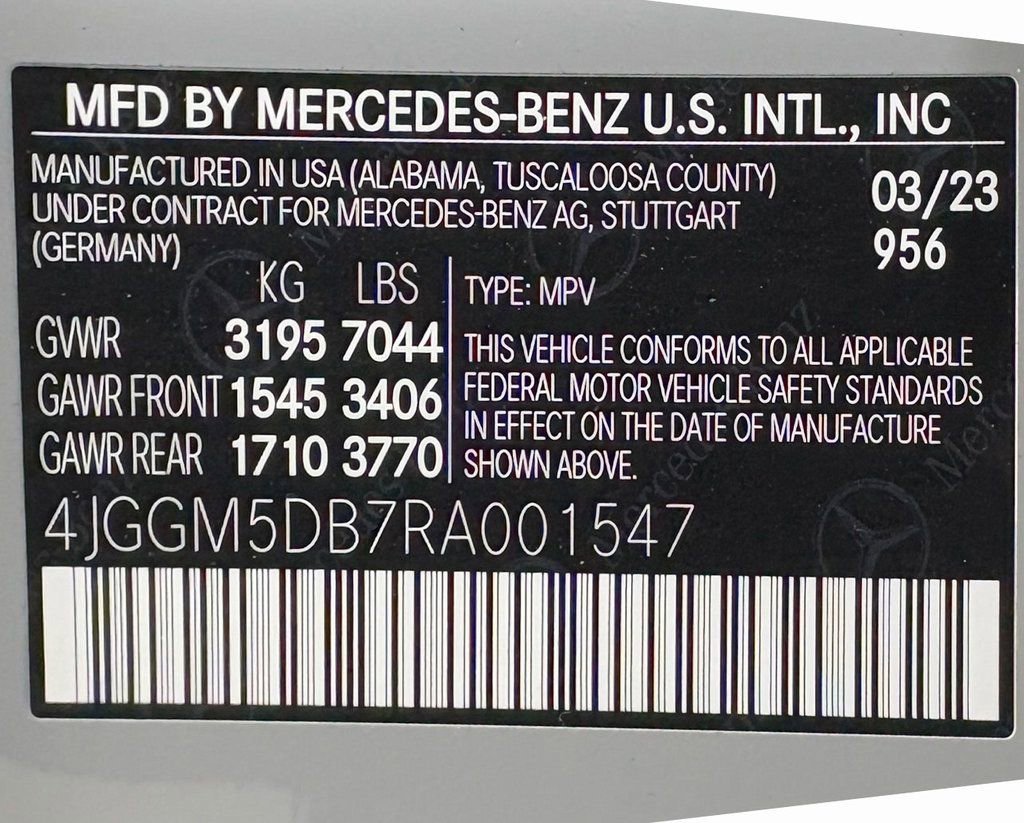 MFD BY MERCEDES-BENZ U.S. INTL., INC
MANUFACTURED IN USA (ALABAMA, TUSCALOOSA COUNTY)
UNDER CONTRACT FOR MERCEDES-BENZ AG, STUTTGART
(GERMANY)
03/23
956
KG LBS
GVWR 3195 7044
GAWR FRONT 1545 3406
GAWR REAR 1710 3770
TYPE: MPV
THIS VEHICLE CONFORMS TO ALL APPLICABLE
FEDERAL MOTOR VEHICLE SAFETY STANDARDS
IN EFFECT ON THE DATE OF MANUFACTURE
SHOWN ABOVE.
4JGGM5DB7RA001547